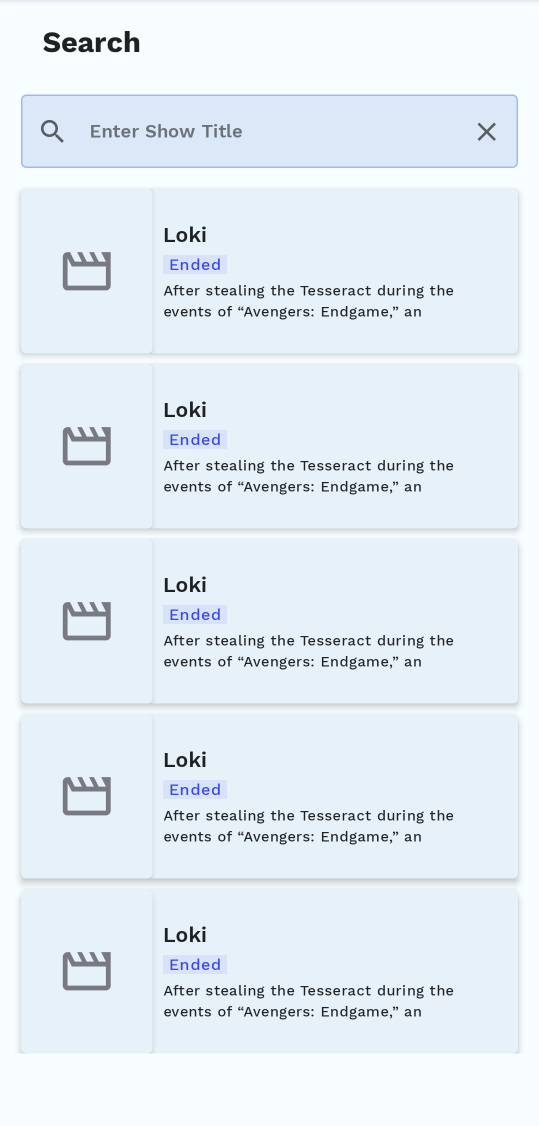 Search
Enter Show Title
Loki
Ended
After stealing the Tesseract during the
events of “Avengers: Endgame,” an
Loki
Ended
After stealing the Tesseract during the
events of “Avengers: Endgame,” an
Loki
Ended
After stealing the Tesseract during the
events of “Avengers: Endgame,” an
Loki
Ended
After stealing the Tesseract during the
events of “Avengers: Endgame,” an
Loki
Ended
After stealing the Tesseract during the
events of “Avengers: Endgame,” an